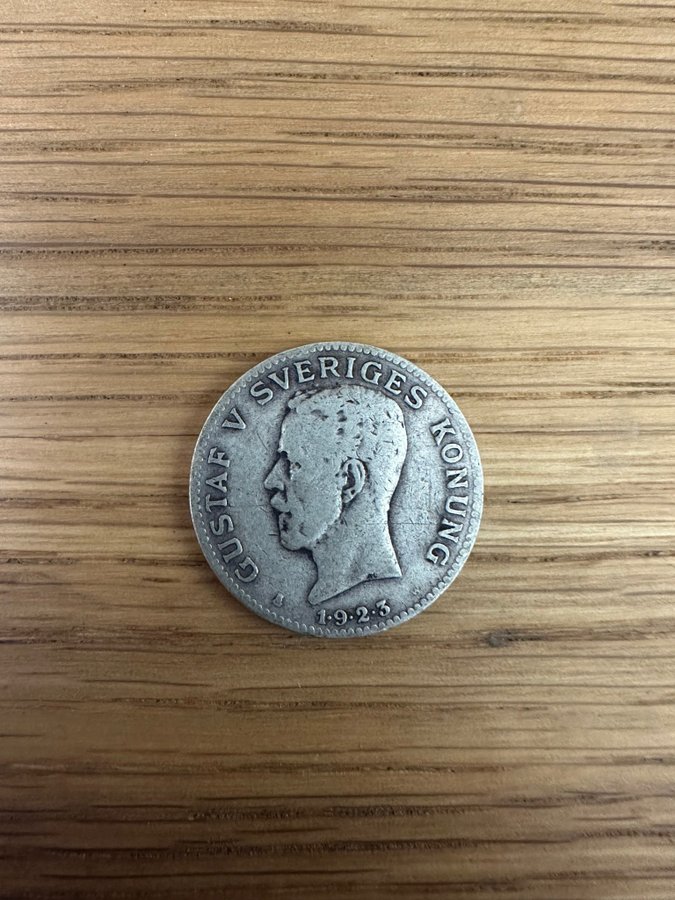 GUSTAF V SVERIGES KONUNG
1·9·2·3